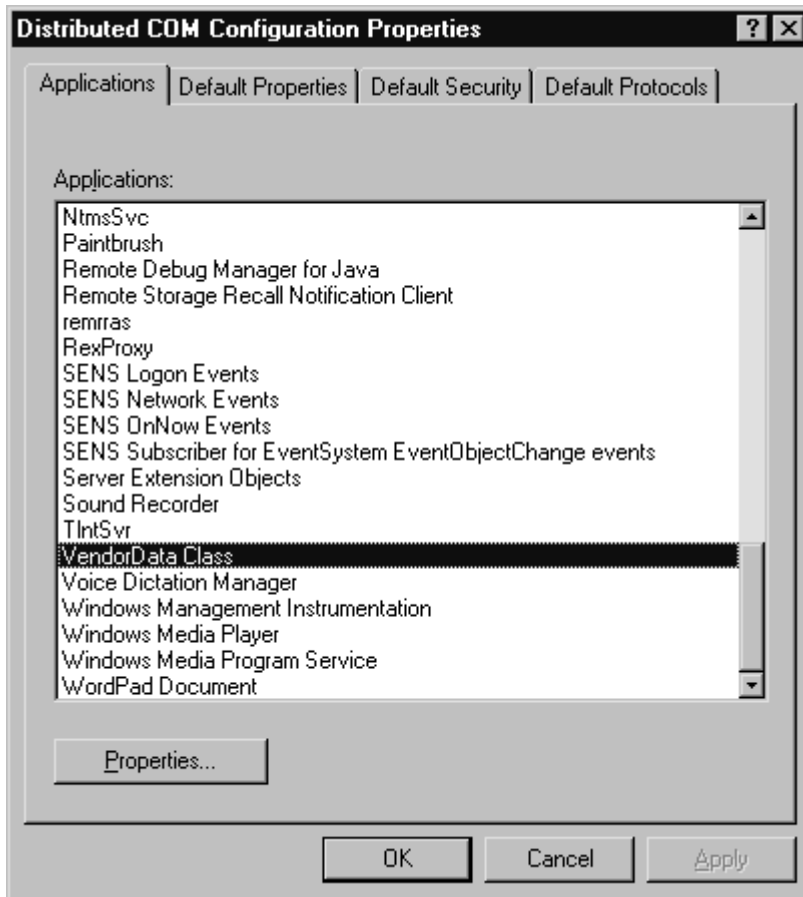 Distributed COM Configuration Properties
Applications Default Properties Default Security Default Protocols
Applications:
NtmsSvc
Paintbrush
Remote Debug Manager for Java
Remote Storage Recall Notification Client
remrras
RexProxy
SENS Logon Events
SENS Network Events
SENS OnNow Events
SENS Subscriber for EventSystem EventObjectChange events
Server Extension Objects
Sound Recorder
TlntSvr
VendorData Class
Voice Dictation Manager
Windows Management Instrumentation
Windows Media Player
Windows Media Program Service
WordPad Document
Properties...
OK Cancel Apply